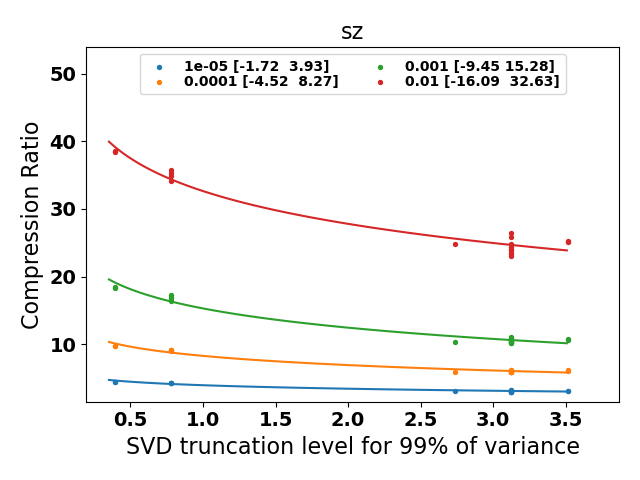 sz
1e-05 [-1.72  3.93]
0.0001 [-4.52  8.27]
0.001 [-9.45 15.28]
0.01 [-16.09  32.63]
Compression Ratio
50
40
30
20
10
0.5 1.0 1.5 2.0 2.5 3.0 3.5
SVD truncation level for 99% of variance